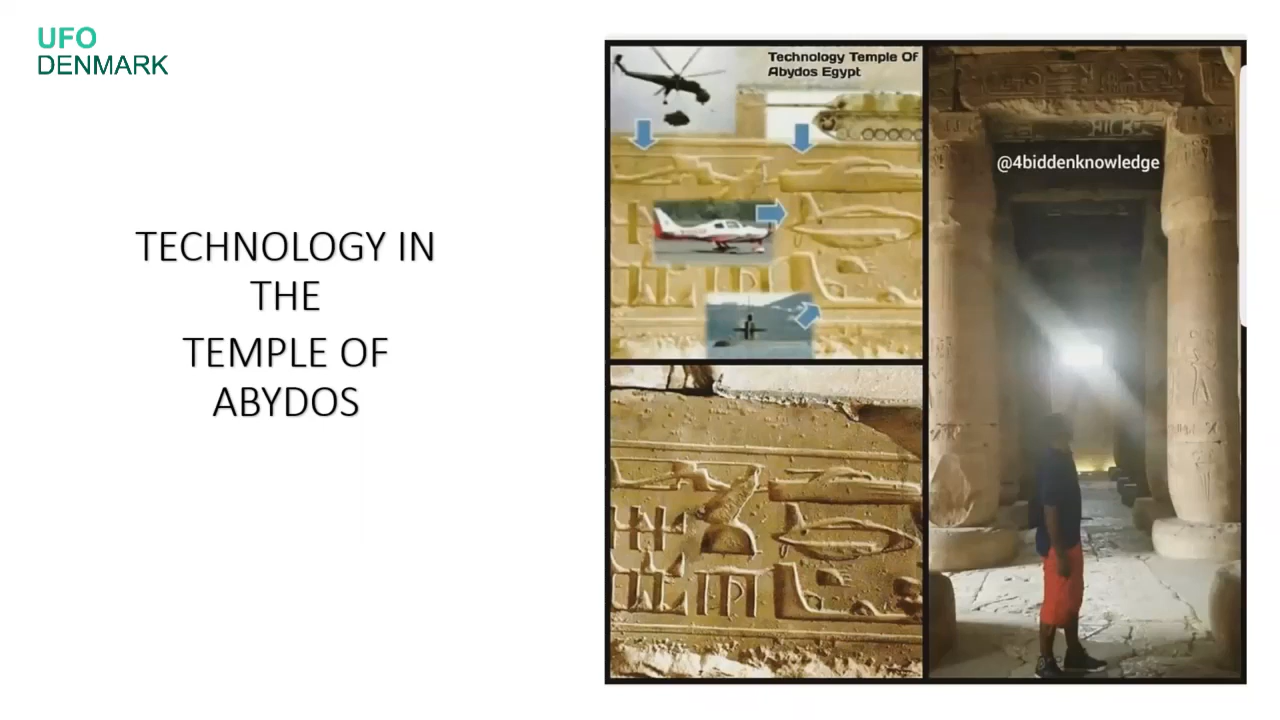 UFO
DENMARK
TECHNOLOGY IN
THE
TEMPLE OF
ABYDOS
Technology Temple Of
Abydos Egypt
@4biddenknowledge